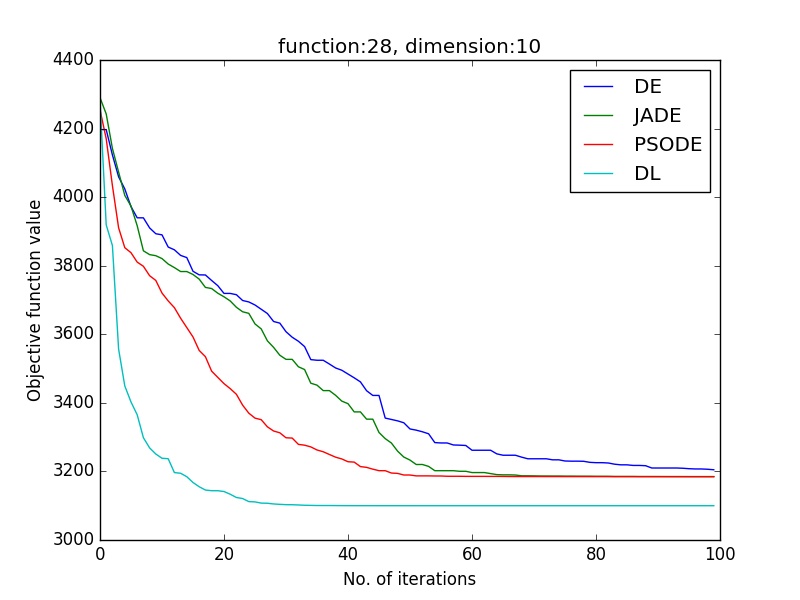 function:28, dimension:10
4400
4200
4000
3800
3600
3400
3200
3000
Objective function value
0 20 40 60 80 100
No. of iterations
DE
JADE
PSODE
DL